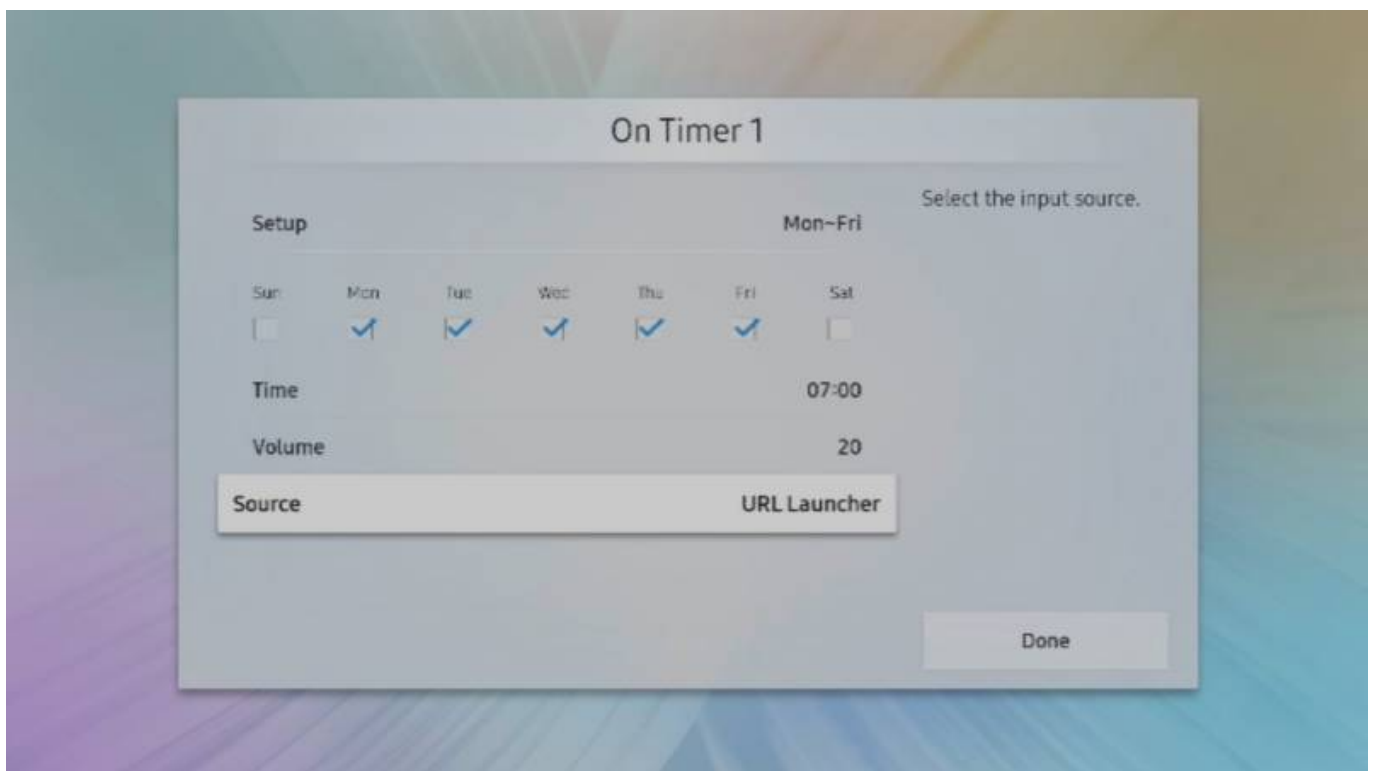 On Timer 1
Select the input source.
Setup Mon~Fri
Sun Mon Tue Wed Thu Fri Sat
Time 07:00
Volume 20
Source URL Launcher
Done